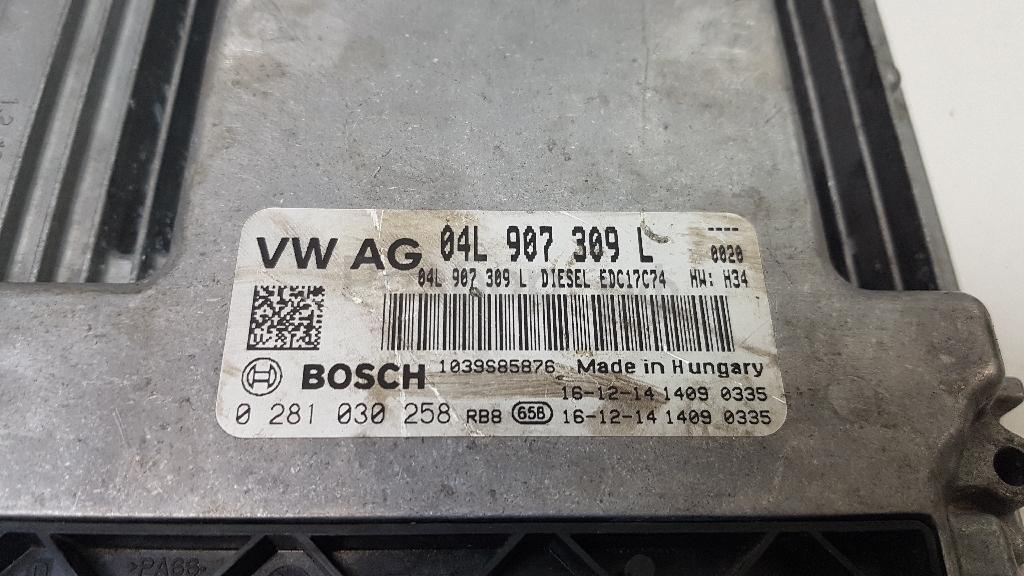 VW AG 04L 907 309 L ----
0020
04L 907 309 L DIESEL EDC17C74 HW: H34
1039S85876 Made in Hungary
BOSCH
16-12-14 1409 0335
0 281 030 258 RB8 658 16-12-14 1409 0335
>PA66-